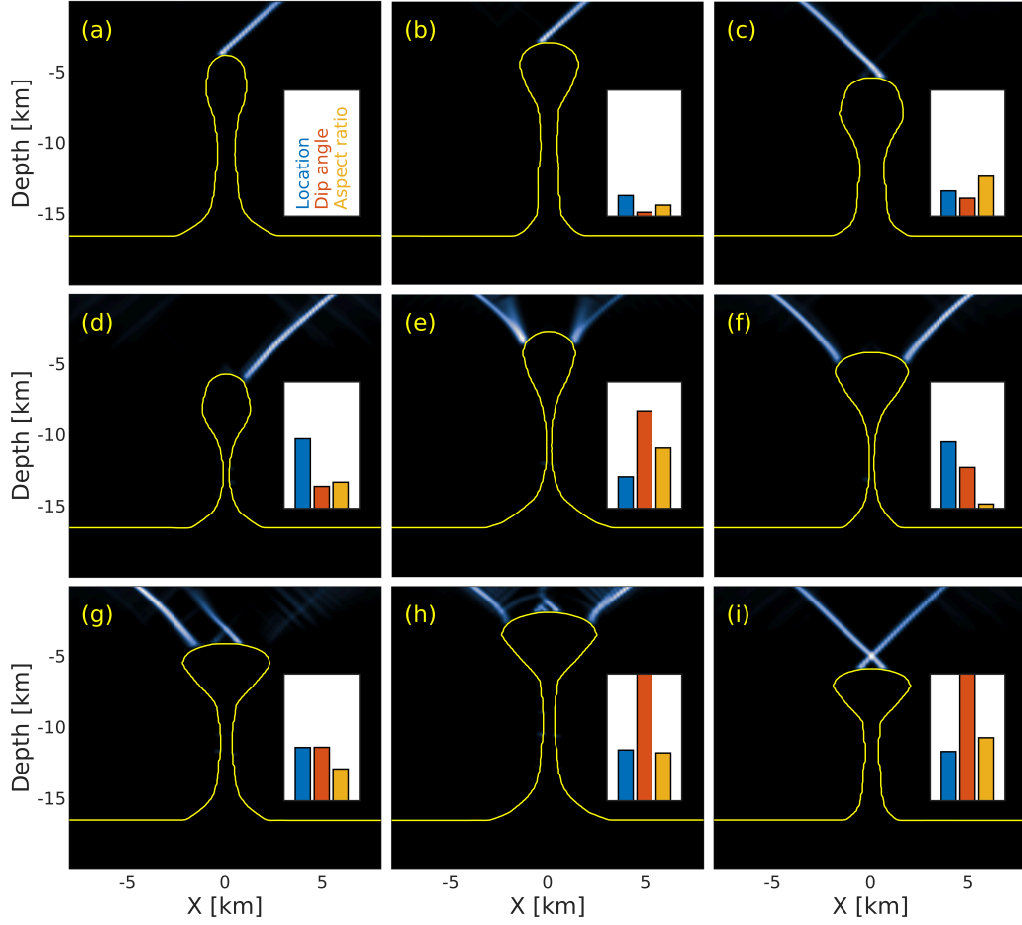 (a)
(b)
(c)
Depth [km]
-5
-10
-15
Location
Dip angle
Aspect ratio
(d)
(e)
(f)
Depth [km]
-5
-10
-15
(g)
(h)
(i)
Depth [km]
-5
-10
-15
-5 0 5
-5 0 5
-5 0 5
X [km]
X [km]
X [km]